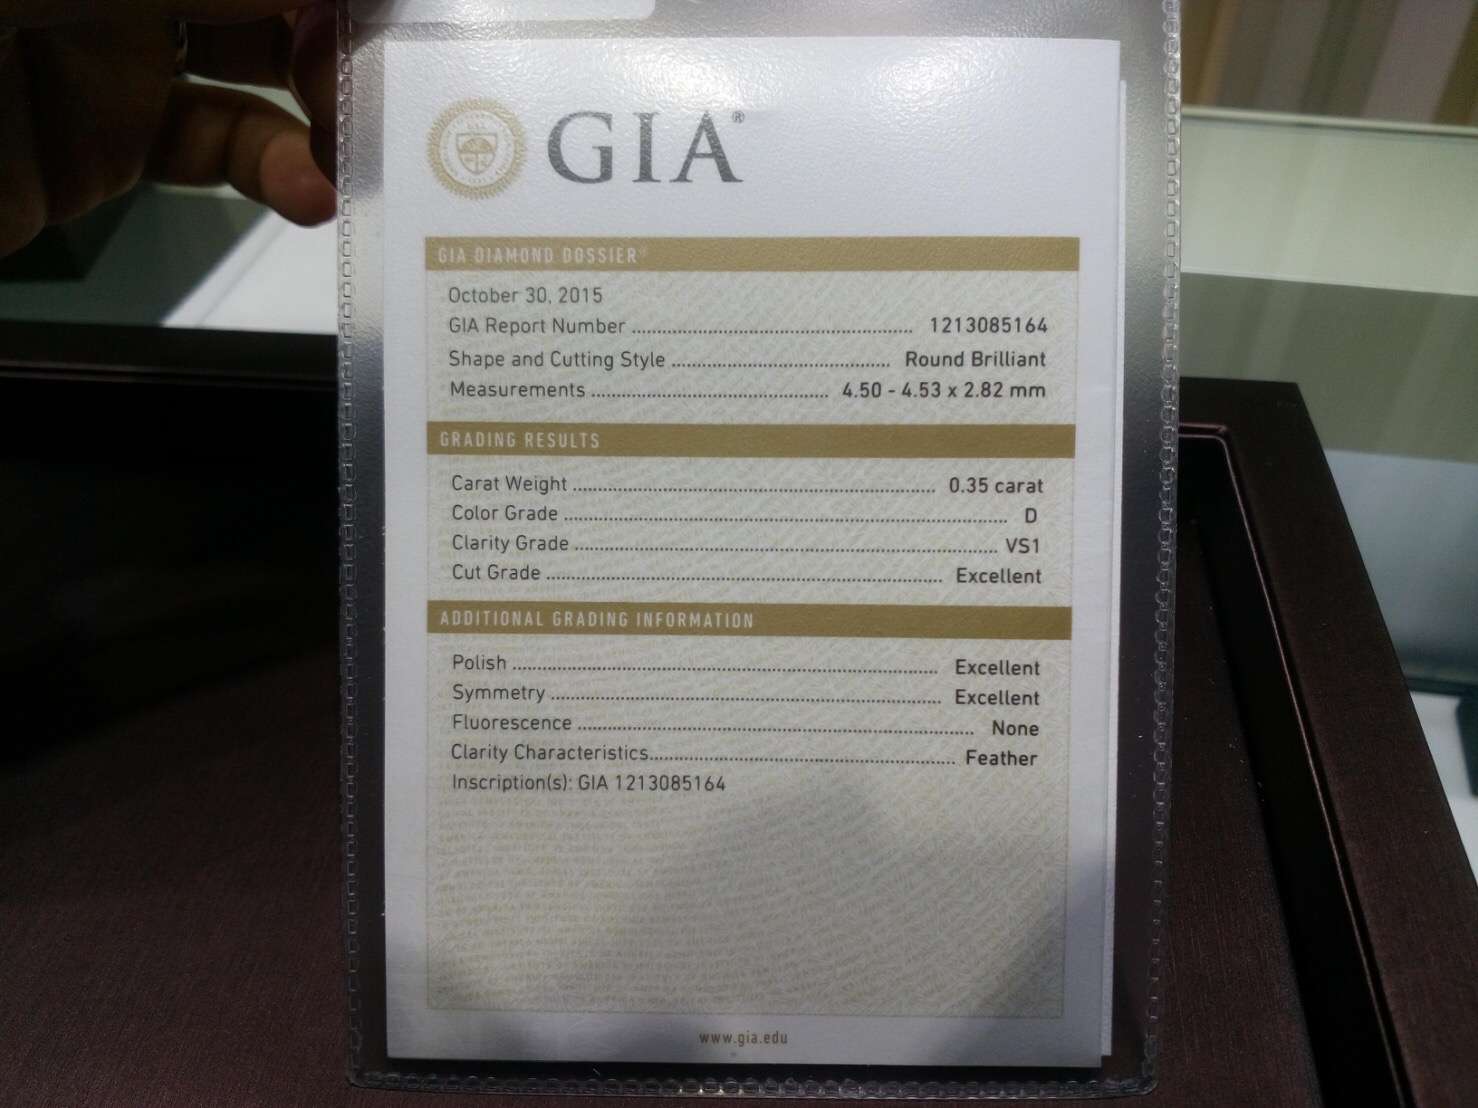 GIA®
GIA DIAMOND DOSSIER®
October 30, 2015
GIA Report Number ........................................................ 1213085164
Shape and Cutting Style ............................................ Round Brilliant
Measurements ................................................ 4.50 - 4.53 x 2.82 mm
GRADING RESULTS
Carat Weight ........................................................................ 0.35 carat
Color Grade ........................................................................................ D
Clarity Grade ................................................................................... VS1
Cut Grade .............................................................................. Excellent
ADDITIONAL GRADING INFORMATION
Polish ..................................................................................... Excellent
Symmetry .............................................................................. Excellent
Fluorescence .............................................................................. None
Clarity Characteristics............................................................ Feather
Inscription(s): GIA 1213085164
www.gia.edu